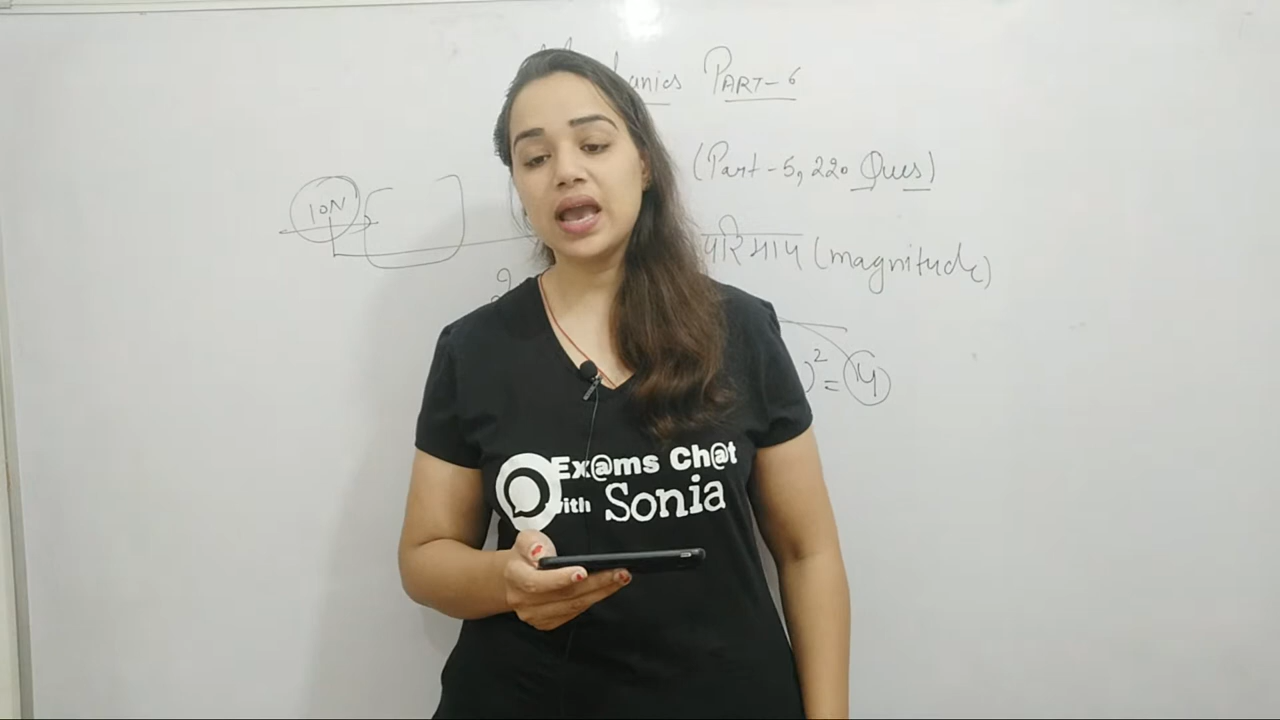 PART-6
(Part-5, 220 Ques)
10N
परिमाप (magnitude)
)² = 14
Ex@ms Ch@t
with Sonia